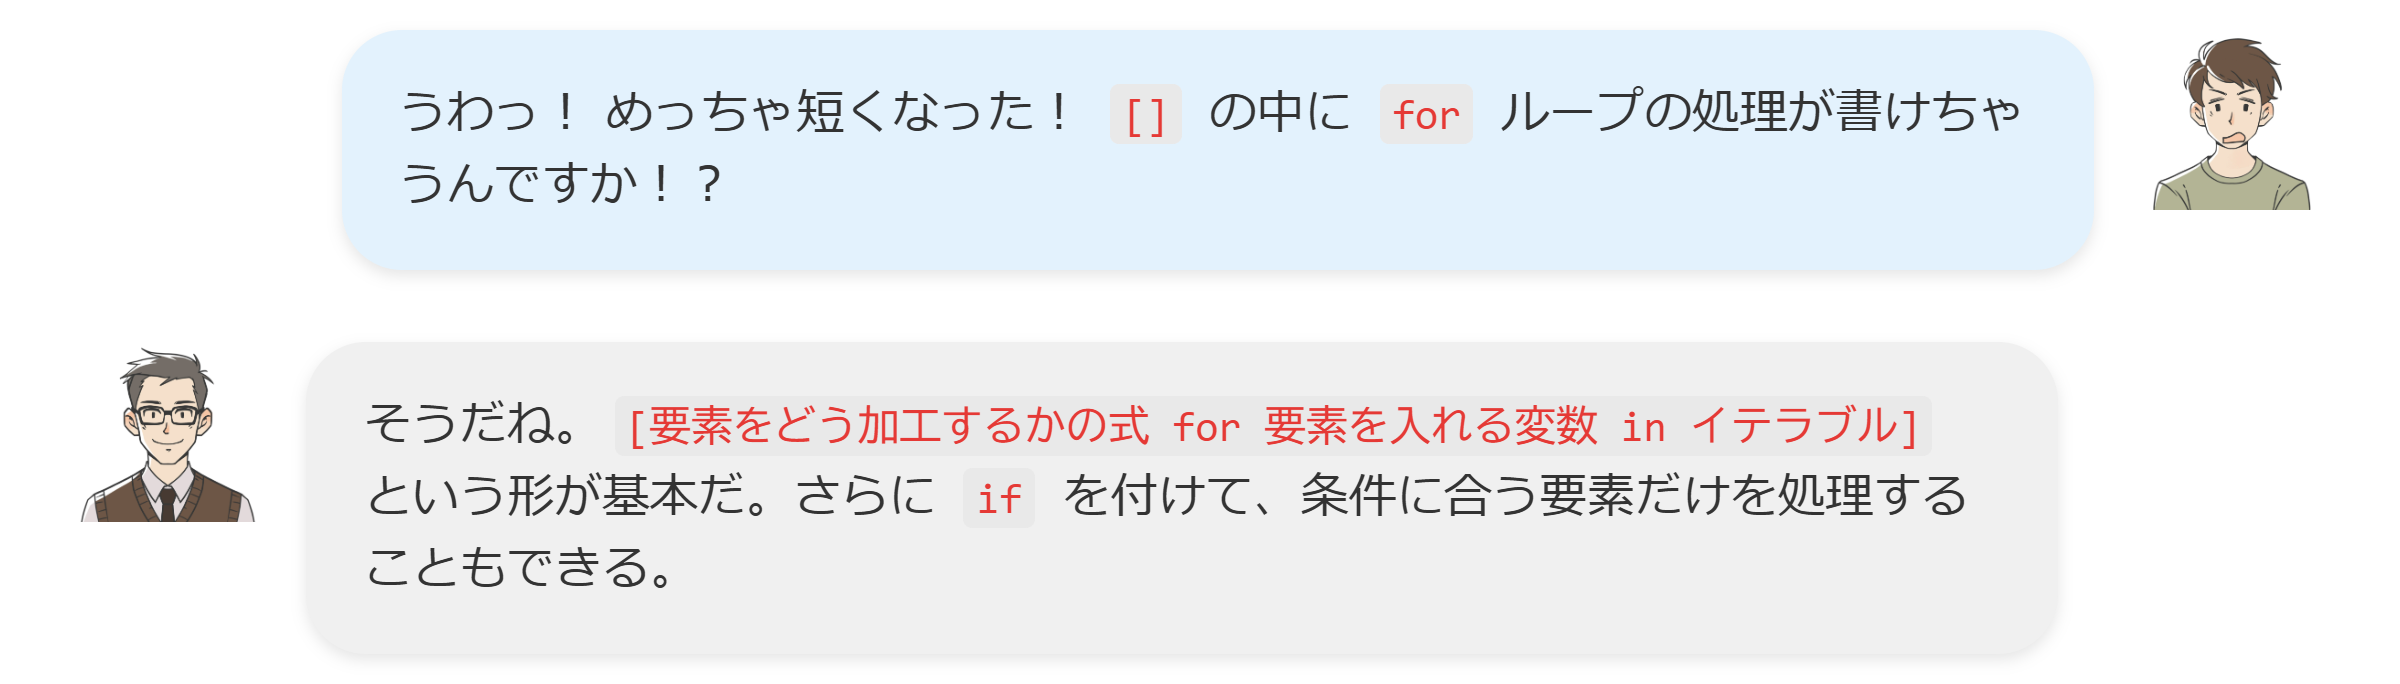 うわっ！ めっちゃ短くなった！ [] の中に for ループの処理が書けちゃ
うんですか！？
そうだね。 [要素をどう加工するかの式 for 要素を入れる変数 in イテラブル]
という形が基本だ。さらに if を付けて、条件に合う要素だけを処理する
こともできる。